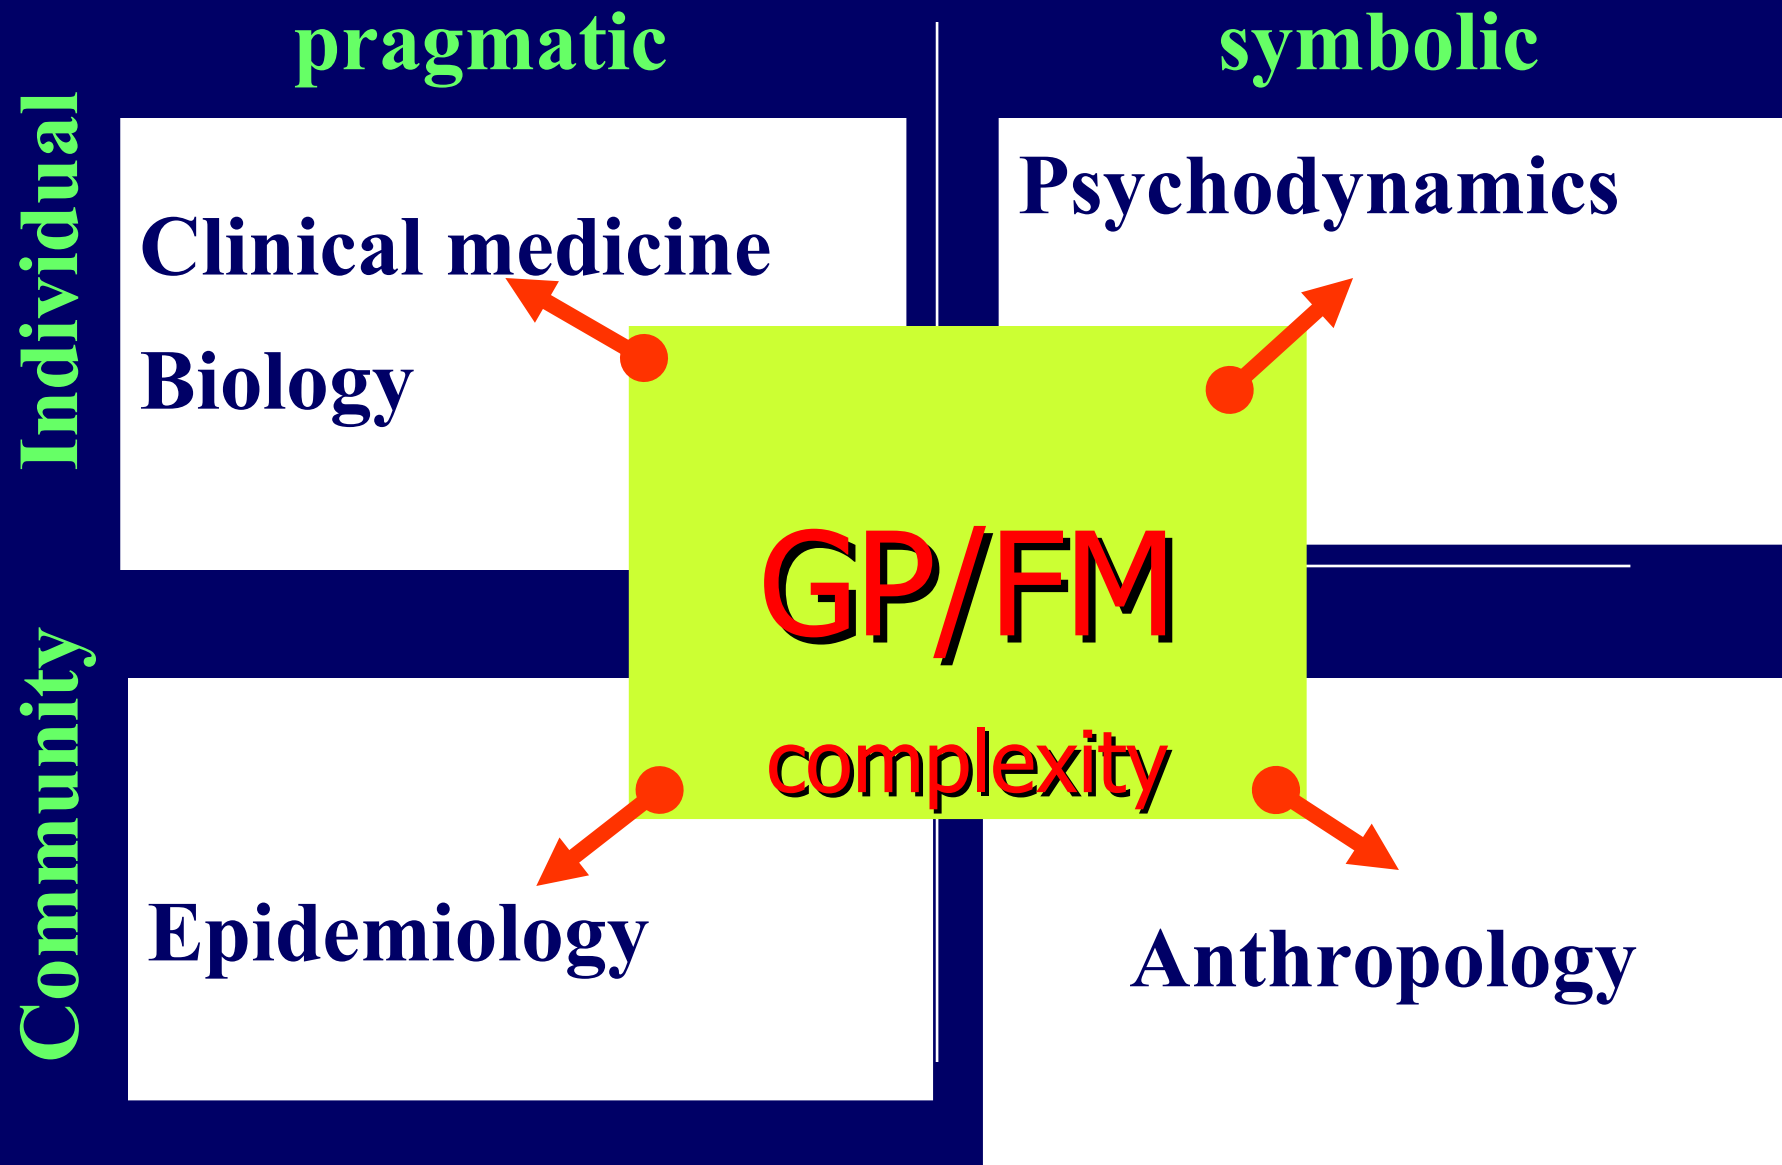 pragmatic
symbolic
Individual
Clinical medicine
Biology
Psychodynamics
GP/FM
complexity
Community
Epidemiology
Anthropology